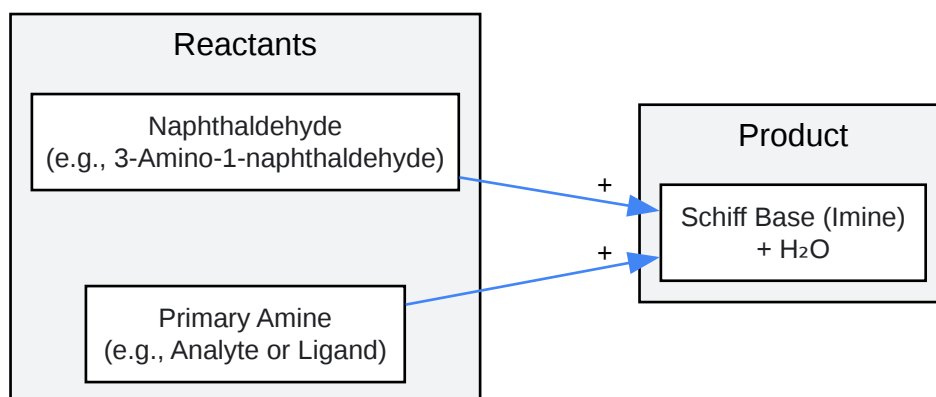 Reactants
Naphthaldehyde
(e.g., 3-Amino-1-naphthaldehyde)
Primary Amine
(e.g., Analyte or Ligand)
+
+
Product
Schiff Base (Imine)
+ H₂O